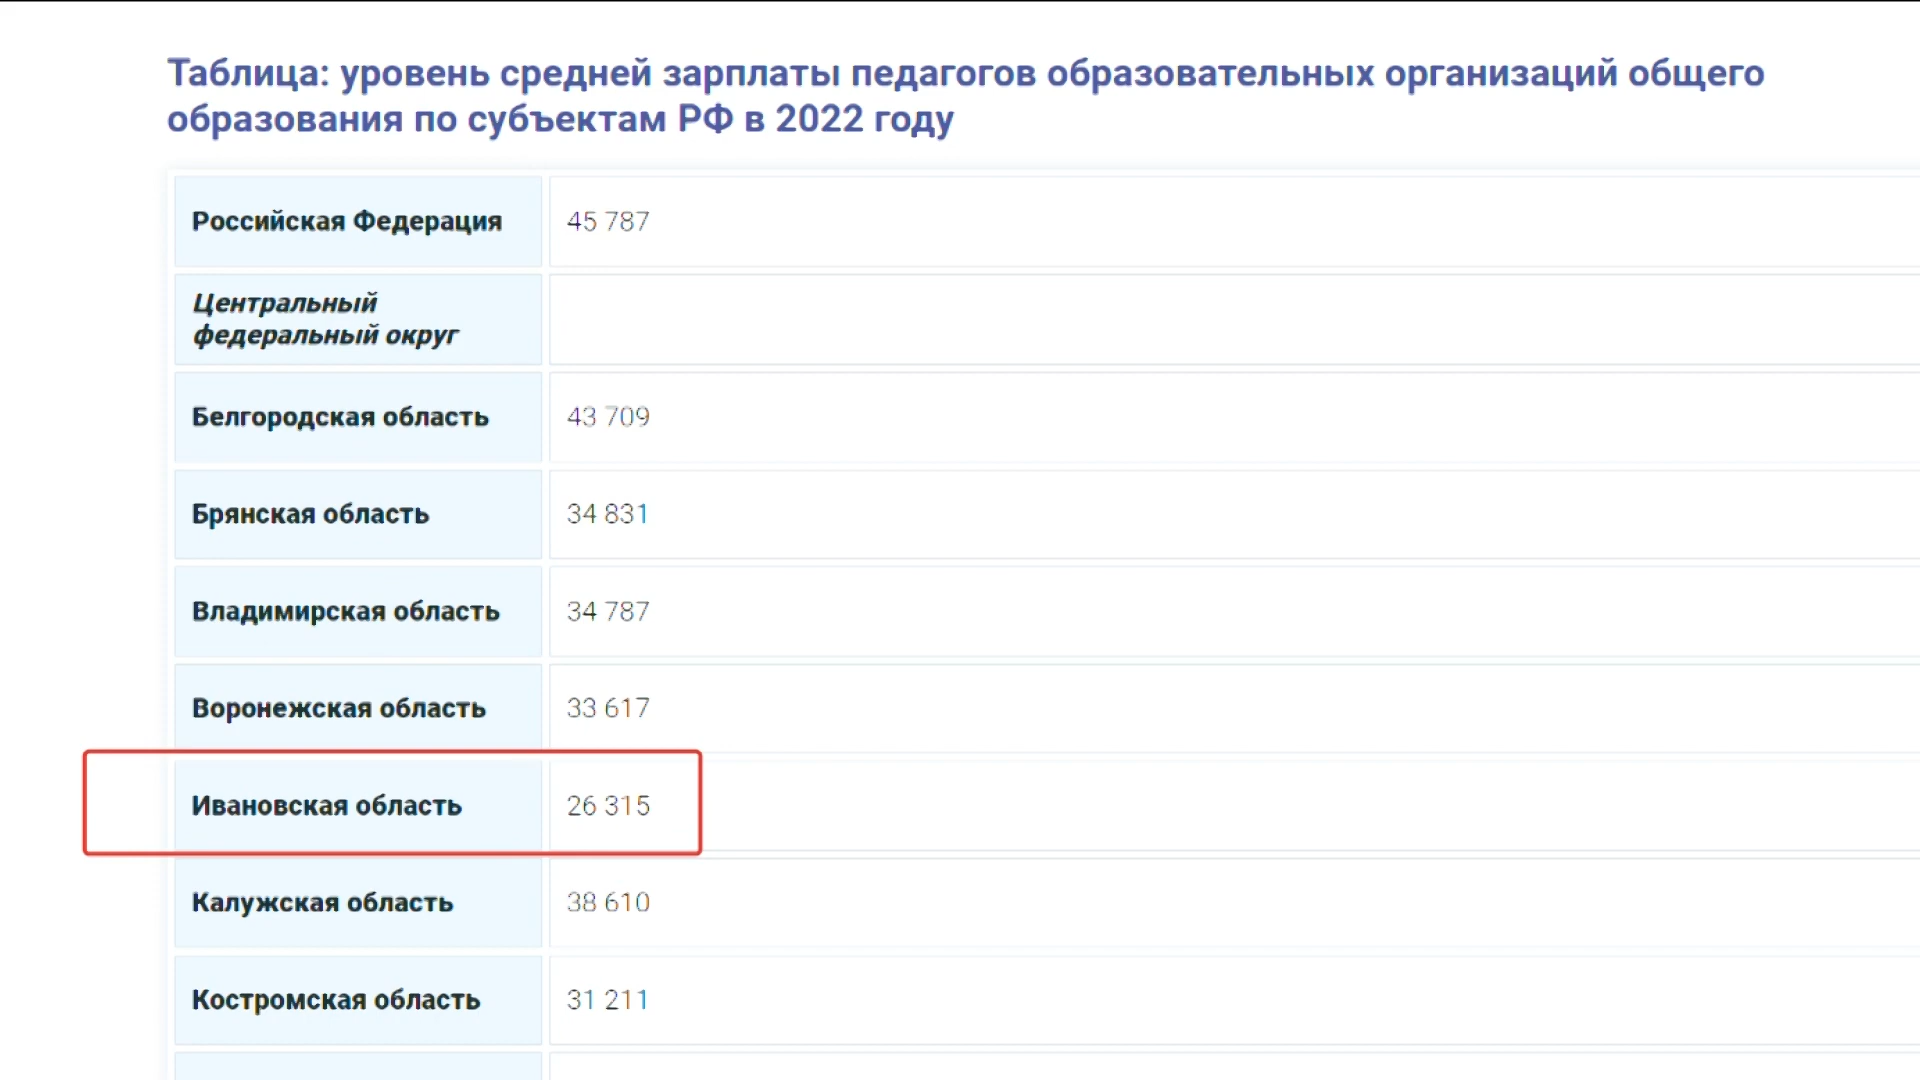 Таблица: уровень средней зарплаты педагогов образовательных организаций общего
образования по субъектам РФ в 2022 году
Российская Федерация 45 787
Центральный
федеральный округ
Белгородская область 43 709
Брянская область 34 831
Владимирская область 34 787
Воронежская область 33 617
Ивановская область 26 315
Калужская область 38 610
Костромская область 31 211